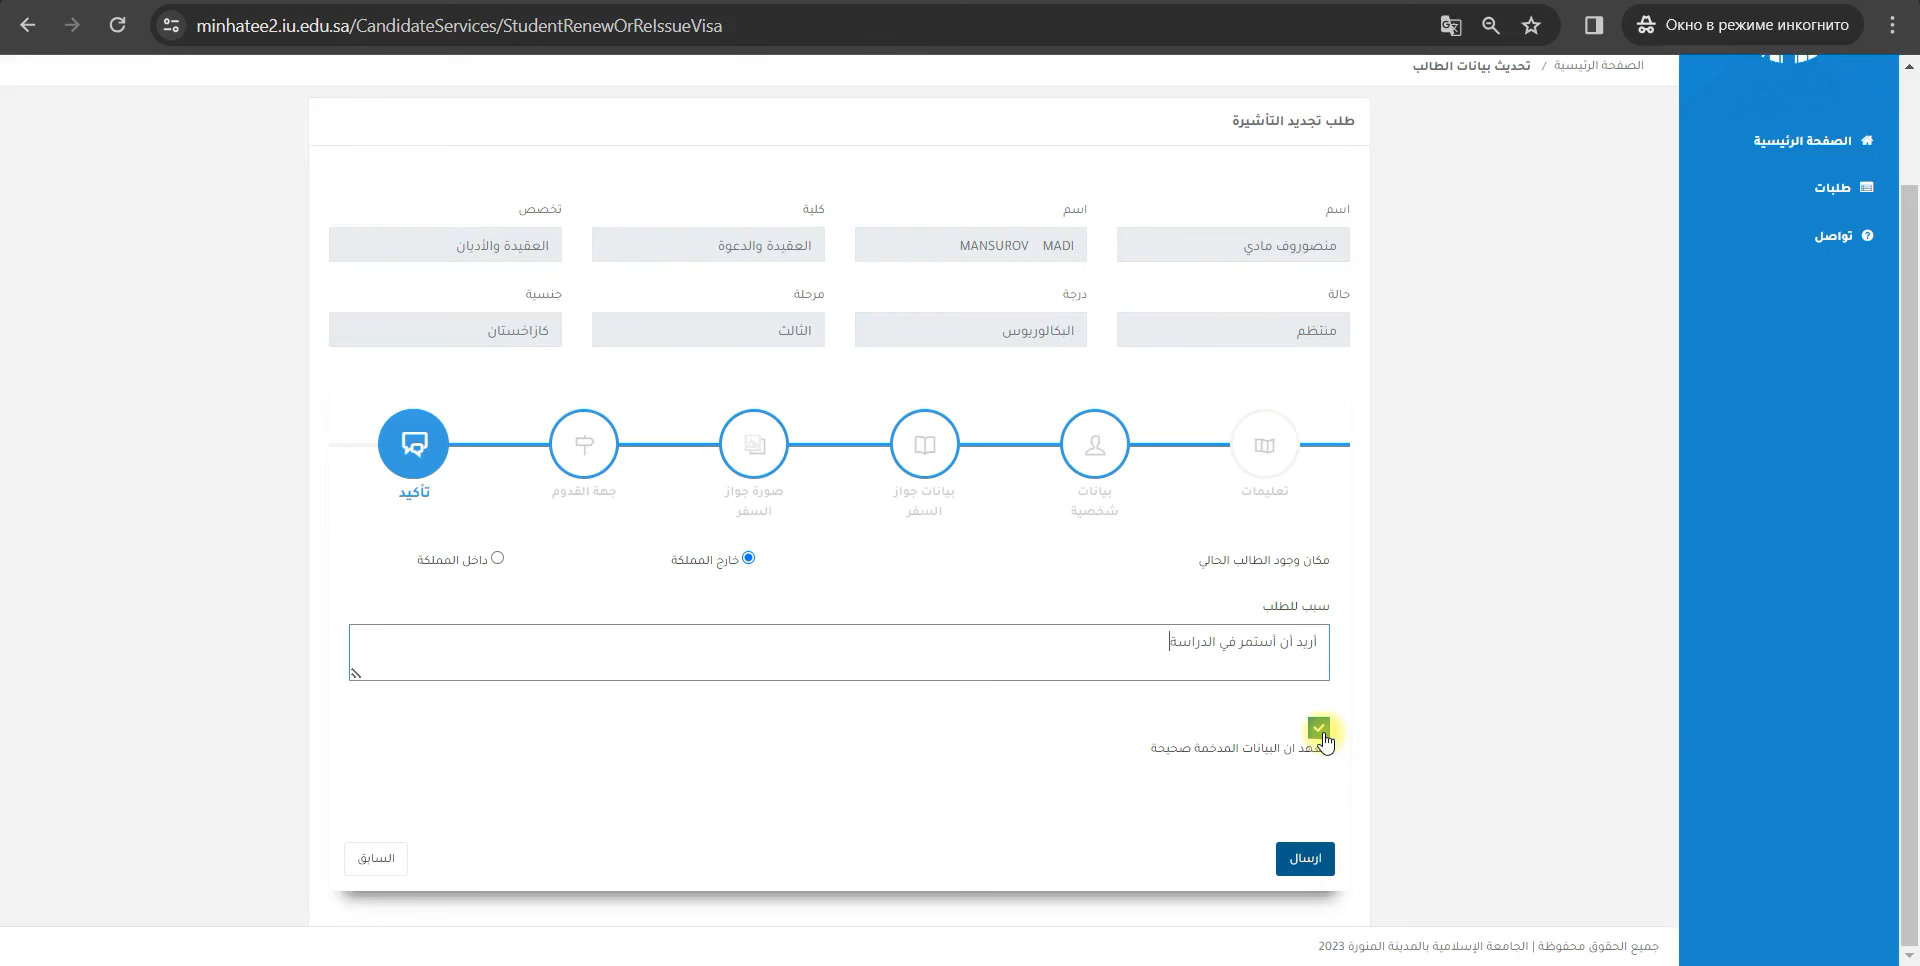 minhatee2.iu.edu.sa/CandidateServices/StudentRenewOrReIssueVisa
Окно в режиме инкогнито
الصفحة الرئيسية / تحديث بيانات الطالب
الصفحة الرئيسية
طلبات
تواصل
طلب تجديد التأشيرة
اسم
اسم
كلية
تخصص
منصوروف مادي
MANSUROV MADI
العقيدة والدعوة
العقيدة والأديان
حالة
درجة
مرحلة
جنسية
منتظم
البكالوريوس
الثالث
كازاخستان
تعليمات
بيانات شخصية
بيانات جواز السفر
صورة جواز السفر
جهة القدوم
تأكيد
مكان وجود الطالب الحالي
خارج المملكة
داخل المملكة
سبب للطلب
أريد أن أستمر في الدراسة
ان البيانات المدخمة صحيحة
ارسال
السابق
جميع الحقوق محفوظة | الجامعة الإسلامية بالمدينة المنورة 2023